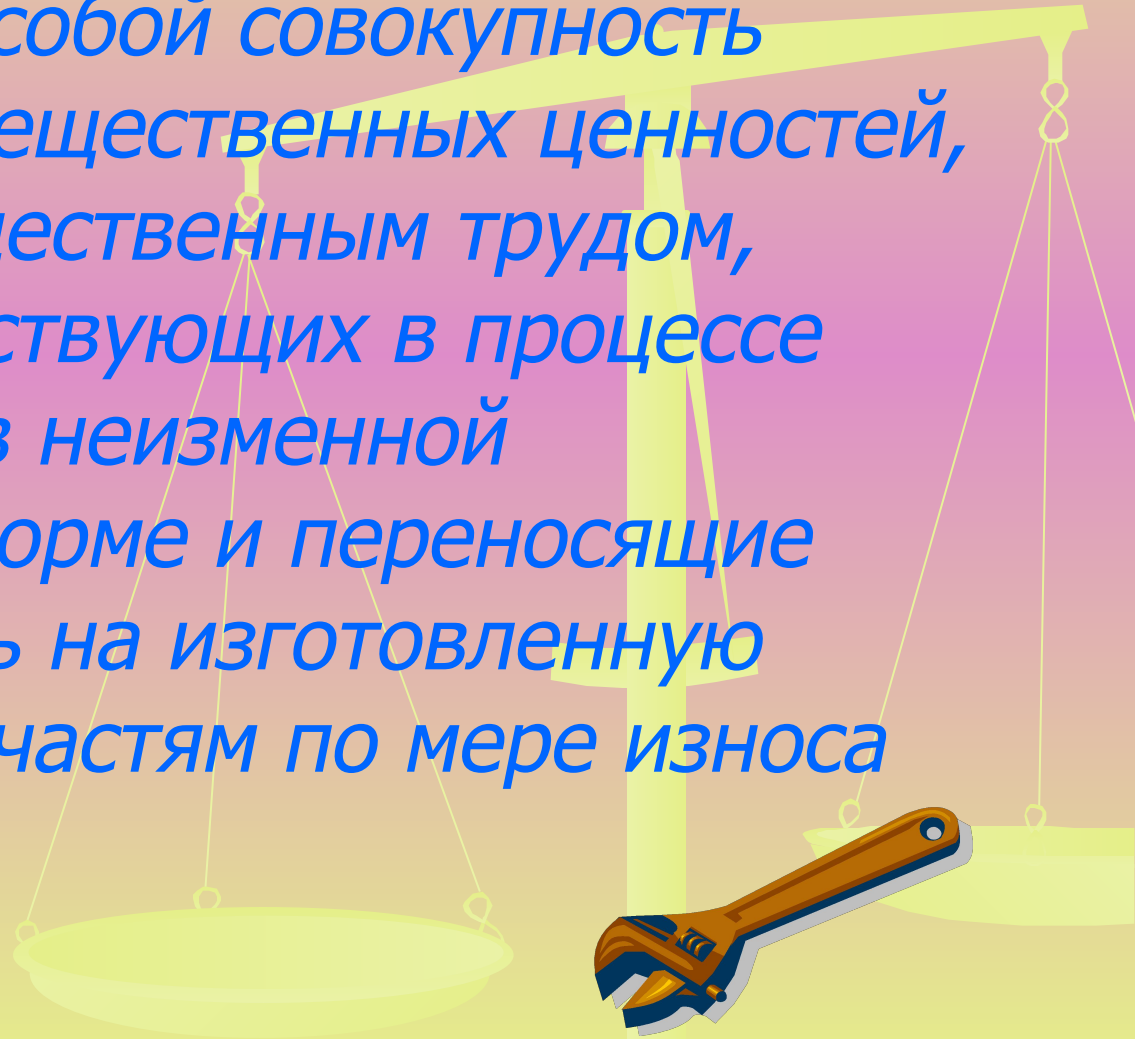 собой совокупность
ещественных ценностей,
ественным трудом,
ствующих в процессе
в неизменной
орме и переносящие
ь на изготовленную
частям по мере износа